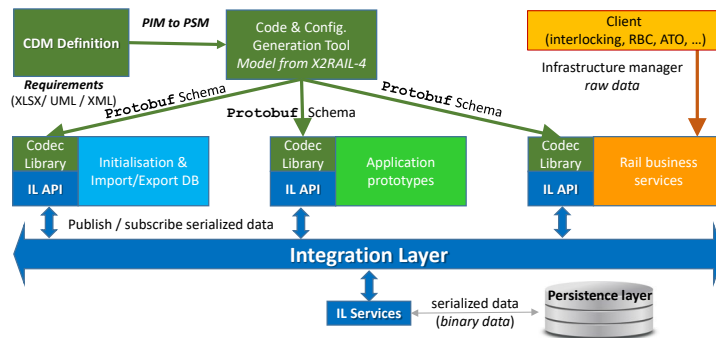 PIM to PSM
CDM Definition
Code & Config.
Generation Tool
Model from X2RAIL-4
Client
(interlocking, RBC, ATO, …)
Requirements
(XLSX/ UML / XML)
Infrastructure manager
raw data
Protobuf Schema
Protobuf Schema
Protobuf Schema
Codec
Library
IL API
Initialisation &
Import/Export DB
Codec
Library
IL API
Application
prototypes
Codec
Library
IL API
Rail business
services
Publish / subscribe serialized data
Integration Layer
IL Services
serialized data
(binary data)
Persistence layer